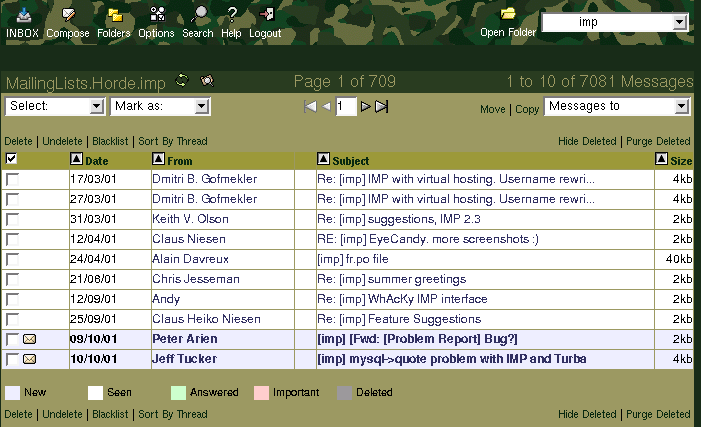 INBOX Compose Folders Options Search Help Logout Open Folder imp
MailingLists.Horde.imp Page 1 of 709 1 to 10 of 7081 Messages
Select: Mark as: 1 Move | Copy Messages to
Delete | Undelete | Blacklist | Sort By Thread Hide Deleted | Purge Deleted
Date From Subject Size
17/03/01 Dmitri B. Gofmekler Re: [imp] IMP with virtual hosting. Username rewri... 4kb
27/03/01 Dmitri B. Gofmekler Re: [imp] IMP with virtual hosting. Username rewri... 4kb
31/03/01 Keith V. Olson Re: [imp] suggestions, IMP 2.3 2kb
12/04/01 Claus Niesen RE: [imp] EyeCandy. more screenshots :) 2kb
24/04/01 Alain Davreux [imp] fr.po file 40kb
21/08/01 Chris Jesseman Re: [imp] summer greetings 2kb
12/09/01 Andy Re: [imp] WhAcKy IMP interface 2kb
25/09/01 Claus Heiko Niesen Re: [imp] Feature Suggestions 2kb
09/10/01 Peter Arien [imp] [Fwd: [Problem Report] Bug?] 2kb
10/10/01 Jeff Tucker [imp] mysql->quote problem with IMP and Turba 4kb
New Seen Answered Important Deleted
Delete | Undelete | Blacklist | Sort By Thread Hide Deleted | Purge Deleted